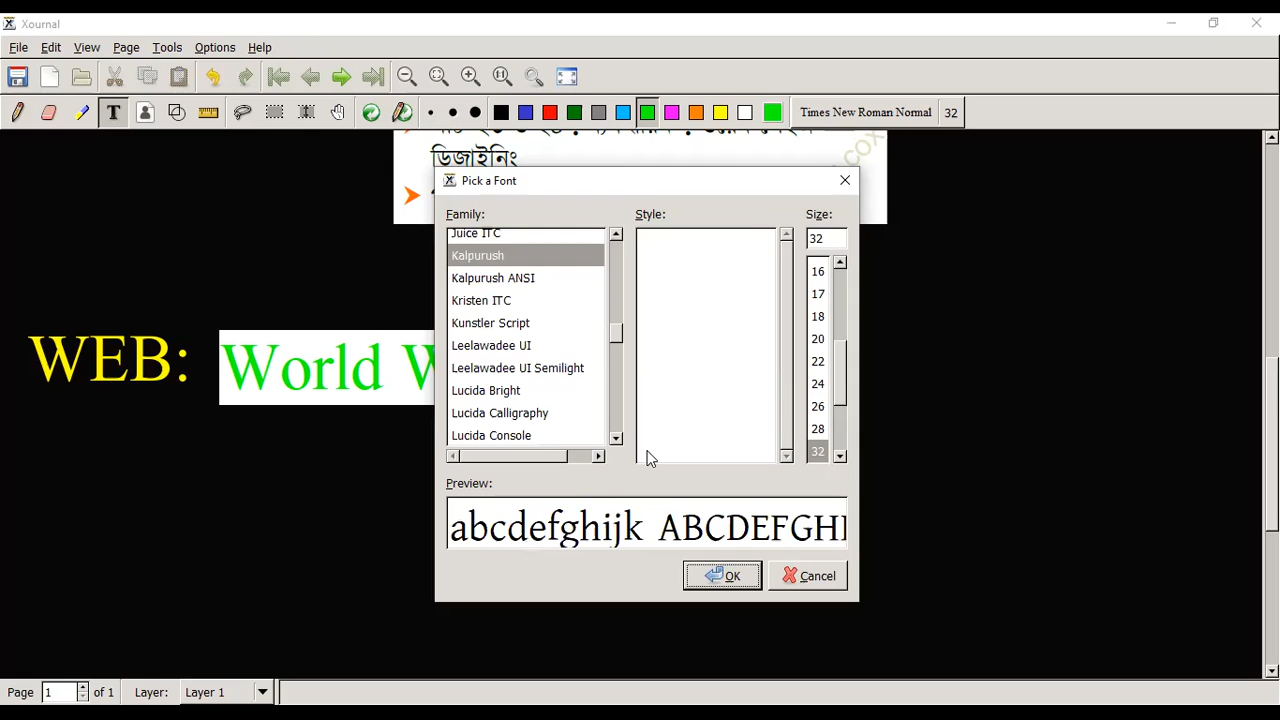 Xournal
File Edit View Page Tools Options Help
Times New Roman Normal 32
COX
ডিজাইনিং
Pick a Font
Family: Style: Size:
32
Juice ITC
Kalpurush
Kalpurush ANSI
Kristen ITC
Kunstler Script
Leelawadee UI
Leelawadee UI Semilight
Lucida Bright
Lucida Calligraphy
Lucida Console
16
17
18
20
22
24
26
28
32
WEB: World W
Preview:
abcdefghijk ABCDEFGHI
OK Cancel
Page 1 of 1 Layer: Layer 1